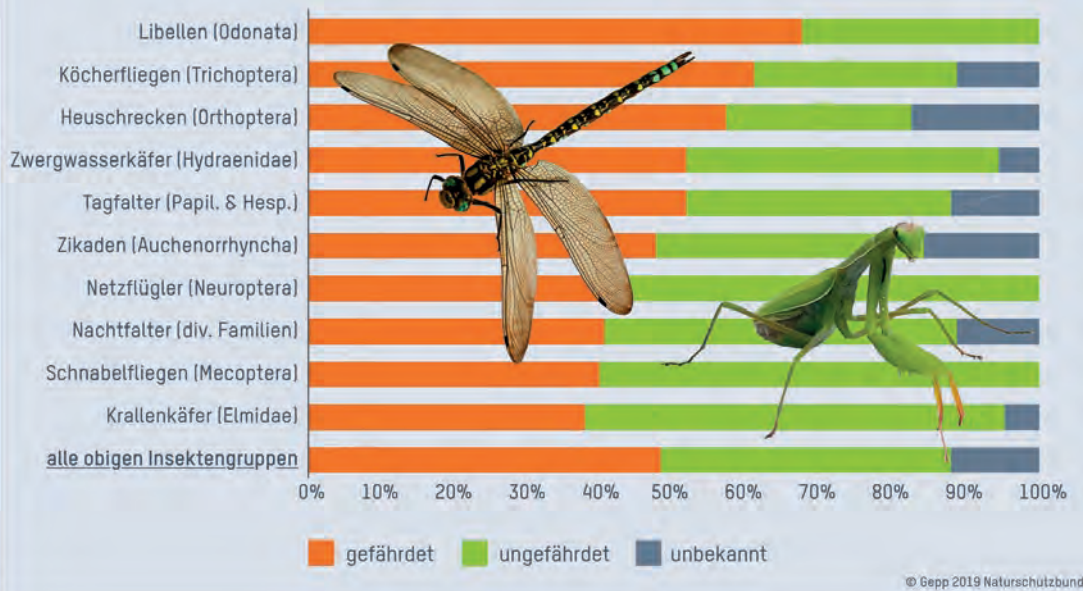 Libellen (Odonata)
Köcherfliegen (Trichoptera)
Heuschrecken (Orthoptera)
Zwergwasserkäfer (Hydraenidae)
Tagfalter (Papil. & Hesp.)
Zikaden (Auchenorrhyncha)
Netzflügler (Neuroptera)
Nachtfalter (div. Familien)
Schnabelfliegen (Mecoptera)
Krallenkäfer (Elmidae)
alle obigen Insektengruppen
0% 10% 20% 30% 40% 50% 60% 70% 80% 90% 100%
gefährdet ungefährdet unbekannt
© Gepp 2019 Naturschutzbund